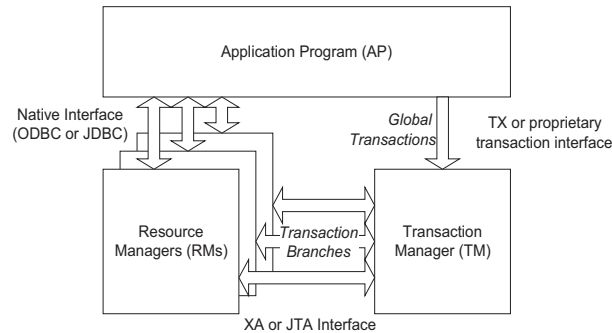 Application Program (AP)
Native Interface
(ODBC or JDBC)
Global
Transactions
TX or proprietary
transaction interface
Resource
Managers (RMs)
Transaction
Branches
Transaction
Manager (TM)
XA or JTA Interface